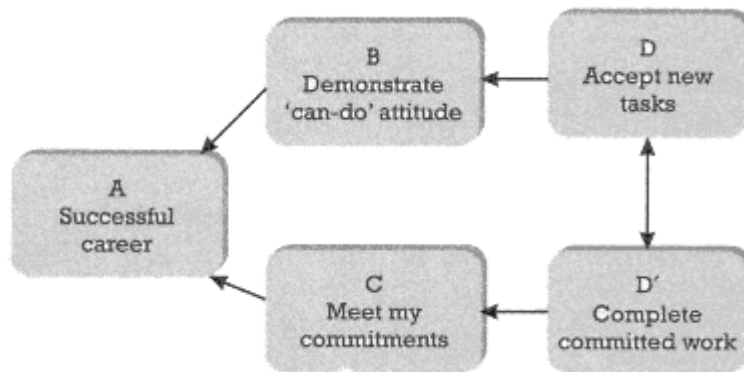 B
Demonstrate
‘can-do’ attitude
D
Accept new
tasks
A
Successful
career
C
Meet my
commitments
D′
Complete
committed work